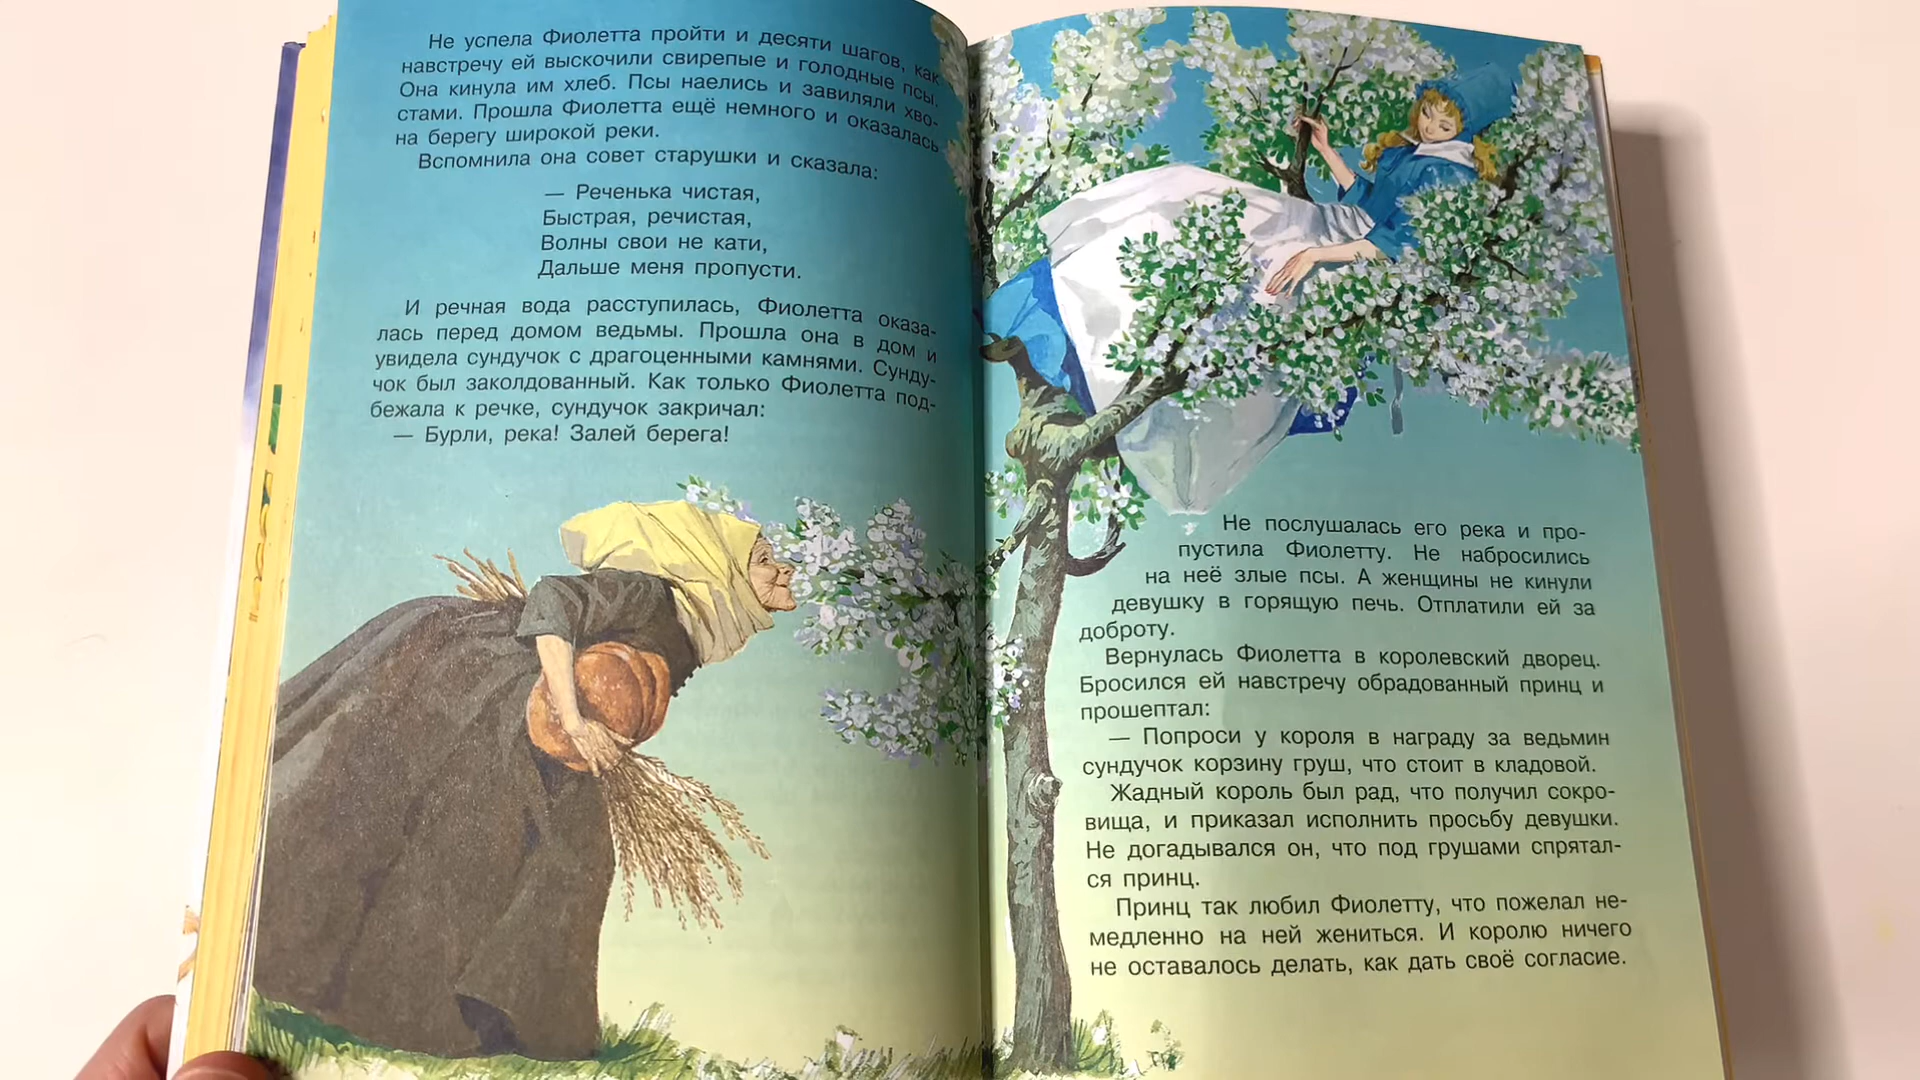 Не успела Фиолетта пройти и десяти шагов, как
навстречу ей выскочили свирепые и голодные псы.
Она кинула им хлеб. Псы наелись и завиляли хво-
стами. Прошла Фиолетта ещё немного и оказалась
на берегу широкой реки.
Вспомнила она совет старушки и сказала:
— Реченька чистая,
Быстрая, речистая,
Волны свои не кати,
Дальше меня пропусти.
И речная вода расступилась, Фиолетта оказа-
лась перед домом ведьмы. Прошла она в дом и
увидела сундучок с драгоценными камнями. Сунду-
чок был заколдованный. Как только Фиолетта под-
бежала к речке, сундучок закричал:
— Бурли, река! Залей берега!
Не послушалась его река и про-
пустила Фиолетту. Не набросились
на неё злые псы. А женщины не кинули
девушку в горящую печь. Отплатили ей за
доброту.
Вернулась Фиолетта в королевский дворец.
Бросился ей навстречу обрадованный принц и
прошептал:
— Попроси у короля в награду за ведьмин
сундучок корзину груш, что стоит в кладовой.
Жадный король был рад, что получил сокро-
вища, и приказал исполнить просьбу девушки.
Не догадывался он, что под грушами спрятал-
ся принц.
Принц так любил Фиолетту, что пожелал не-
медленно на ней жениться. И королю ничего
не оставалось делать, как дать своё согласие.